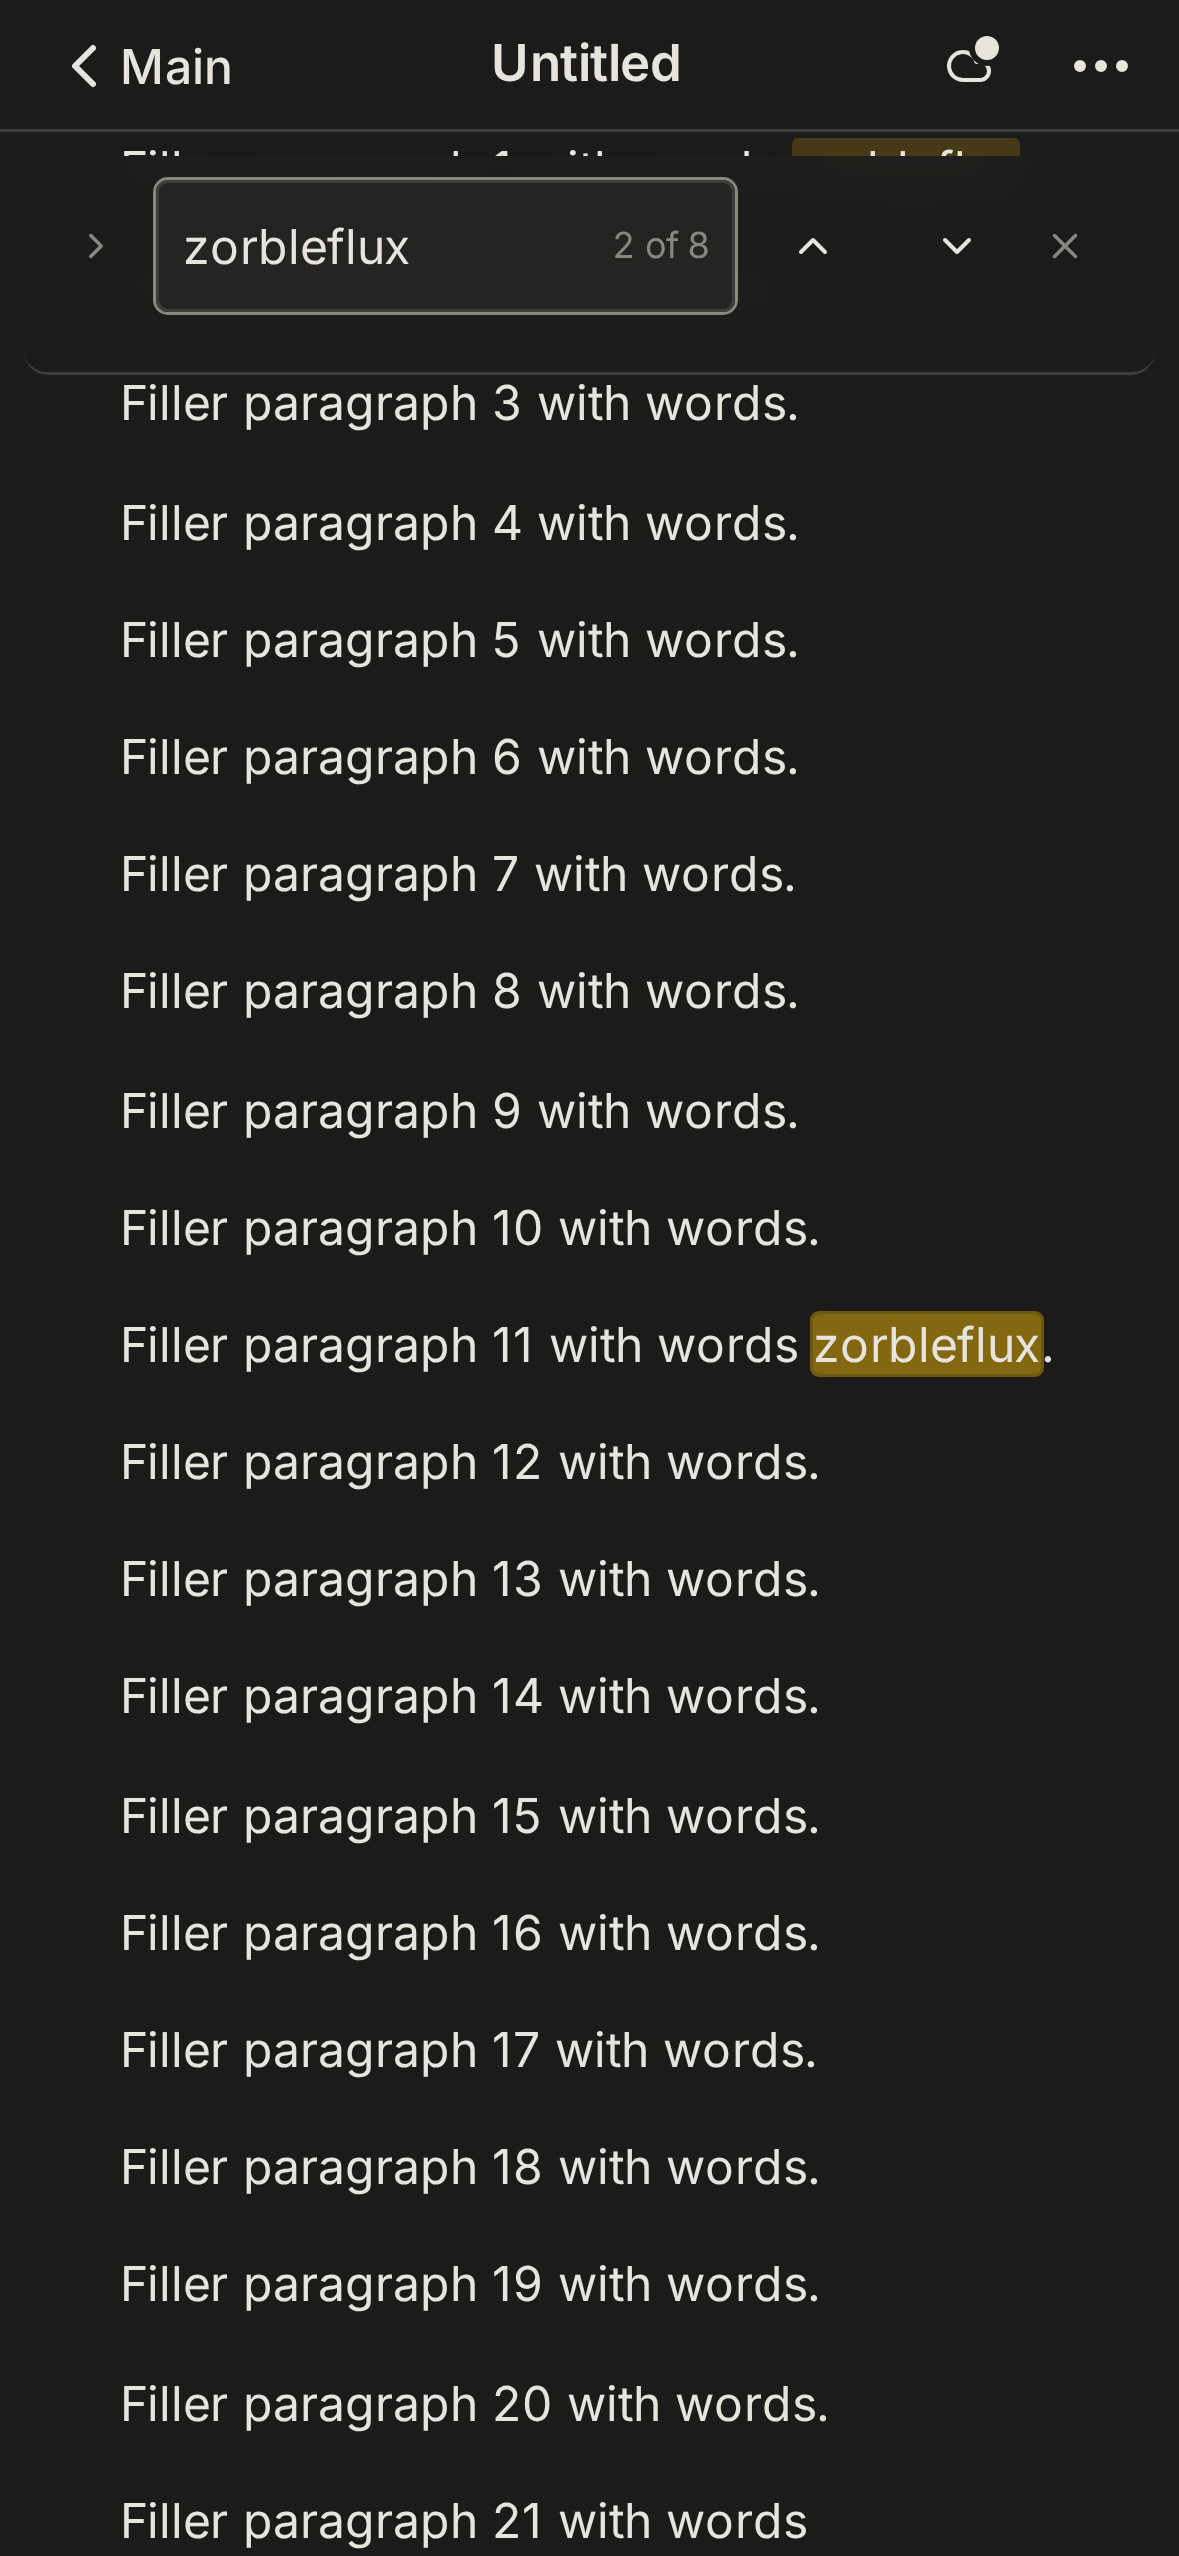 Main
Untitled
zorbleflux
2 of 8
Filler paragraph 3 with words.
Filler paragraph 4 with words.
Filler paragraph 5 with words.
Filler paragraph 6 with words.
Filler paragraph 7 with words.
Filler paragraph 8 with words.
Filler paragraph 9 with words.
Filler paragraph 10 with words.
Filler paragraph 11 with words zorbleflux.
Filler paragraph 12 with words.
Filler paragraph 13 with words.
Filler paragraph 14 with words.
Filler paragraph 15 with words.
Filler paragraph 16 with words.
Filler paragraph 17 with words.
Filler paragraph 18 with words.
Filler paragraph 19 with words.
Filler paragraph 20 with words.
Filler paragraph 21 with words